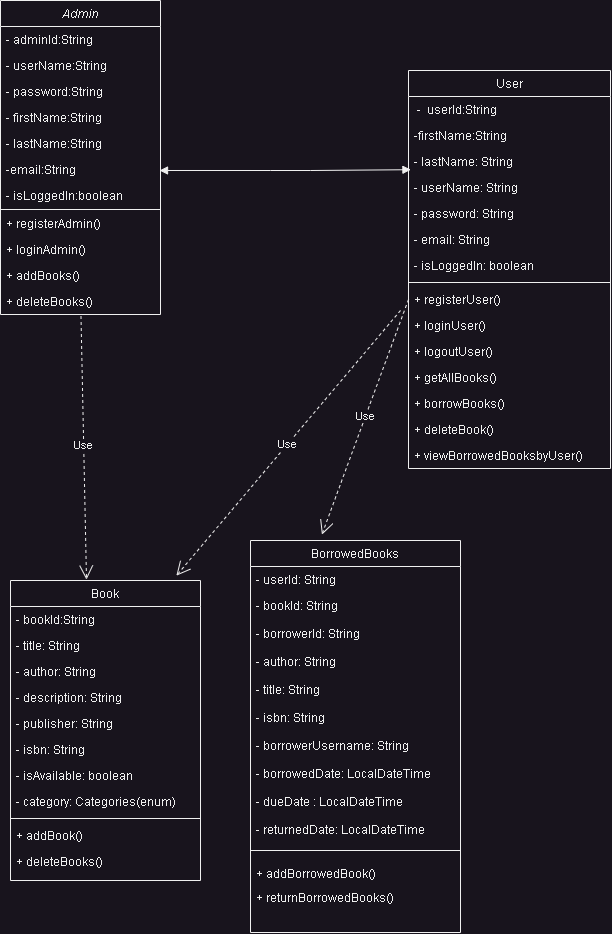 Admin
- adminId:String
- userName:String
- password:String
- firstName:String
- lastName:String
-email:String
- isLoggedIn:boolean
+ registerAdmin()
+ loginAdmin()
+ addBooks()
+ deleteBooks()
User
- userId:String
-firstName:String
- lastName: String
- userName: String
- password: String
- email: String
- isLoggedIn: boolean
+ registerUser()
+ loginUser()
+ logoutUser()
+ getAllBooks()
+ borrowBooks()
+ deleteBook()
+ viewBorrowedBooksbyUser()
Use
Use
Use
Book
- bookId:String
- title: String
- author: String
- description: String
- publisher: String
- isbn: String
- isAvailable: boolean
- category: Categories(enum)
+ addBook()
+ deleteBooks()
BorrowedBooks
- userId: String
- bookId: String
- borrowerId: String
- author: String
- title: String
- isbn: String
- borrowerUsername: String
- borrowedDate: LocalDateTime
- dueDate : LocalDateTime
- returnedDate: LocalDateTime
+ addBorrowedBook()
+ returnBorrowedBooks()